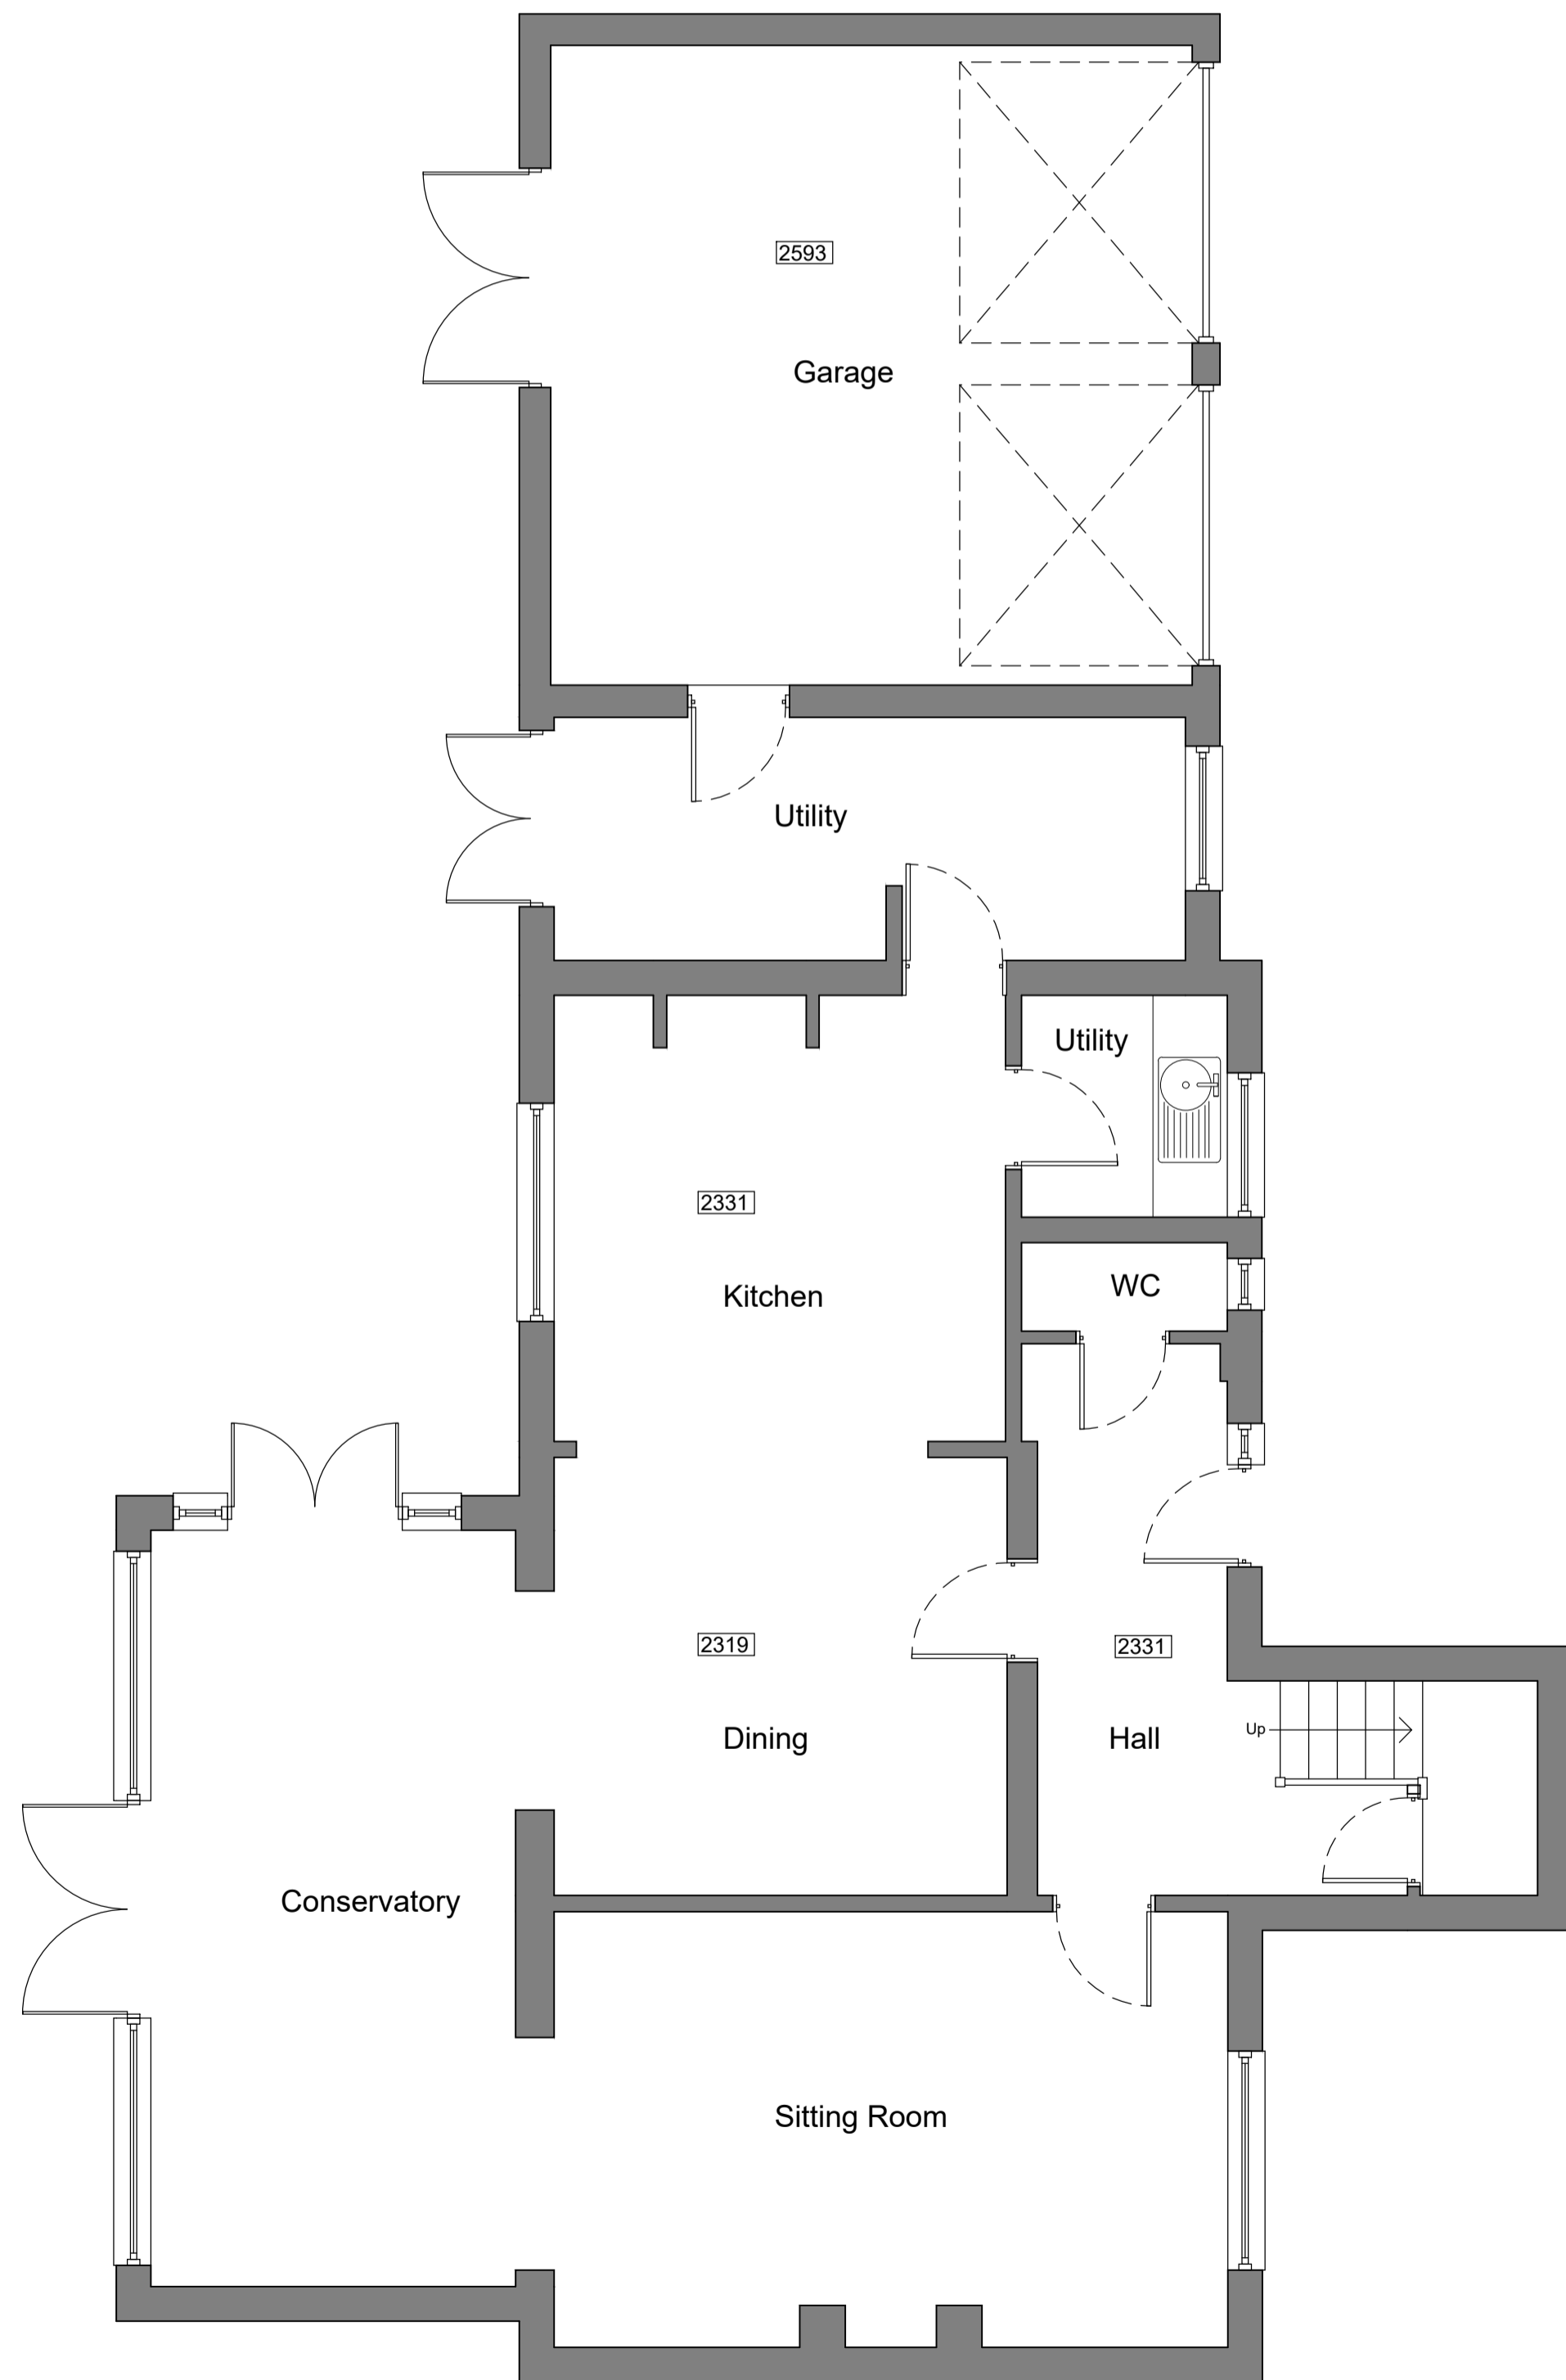 2593
Garage
Utility
Utility
2331
WC
Kitchen
2319
2331
Up
Dining
Hall
Conservatory
Sitting Room